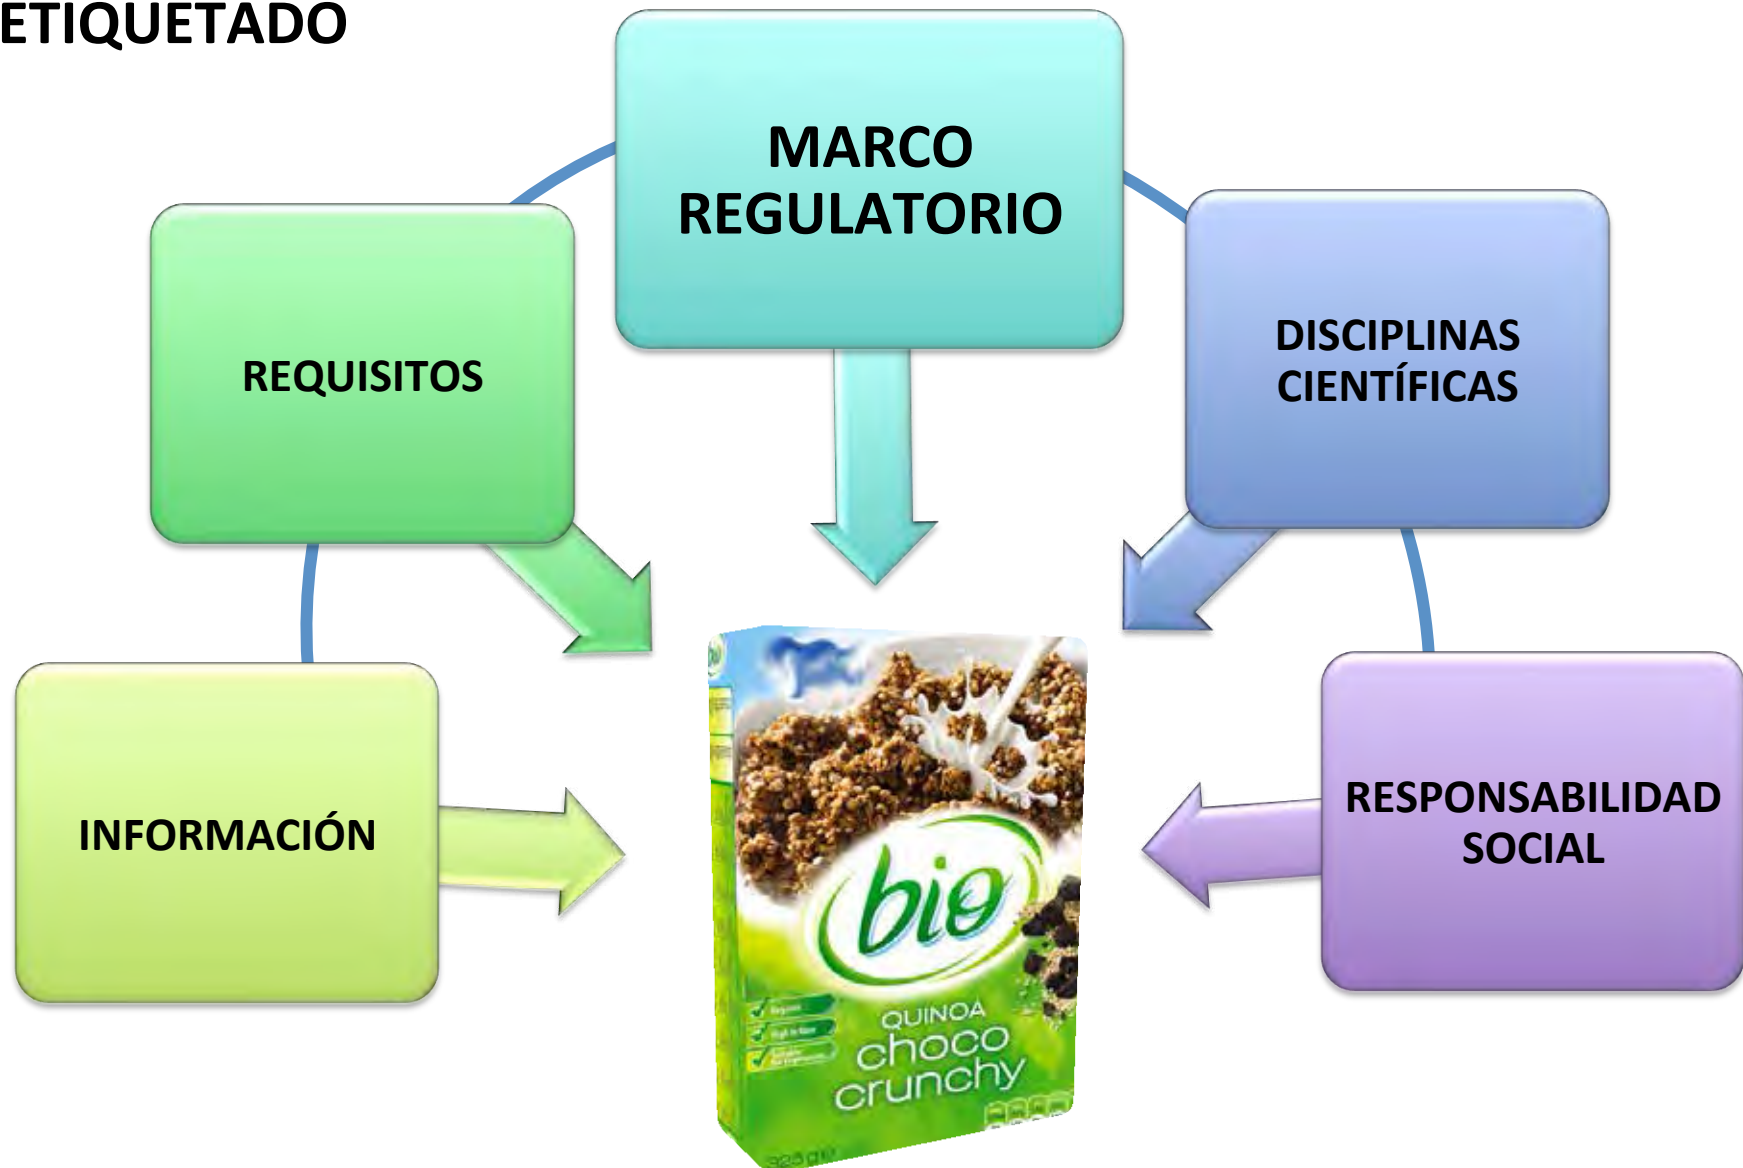 ETIQUETADO
MARCO
REGULATORIO
REQUISITOS
DISCIPLINAS
CIENTÍFICAS
INFORMACIÓN
RESPONSABILIDAD
SOCIAL
bio
QUINOA
choco
crunchy